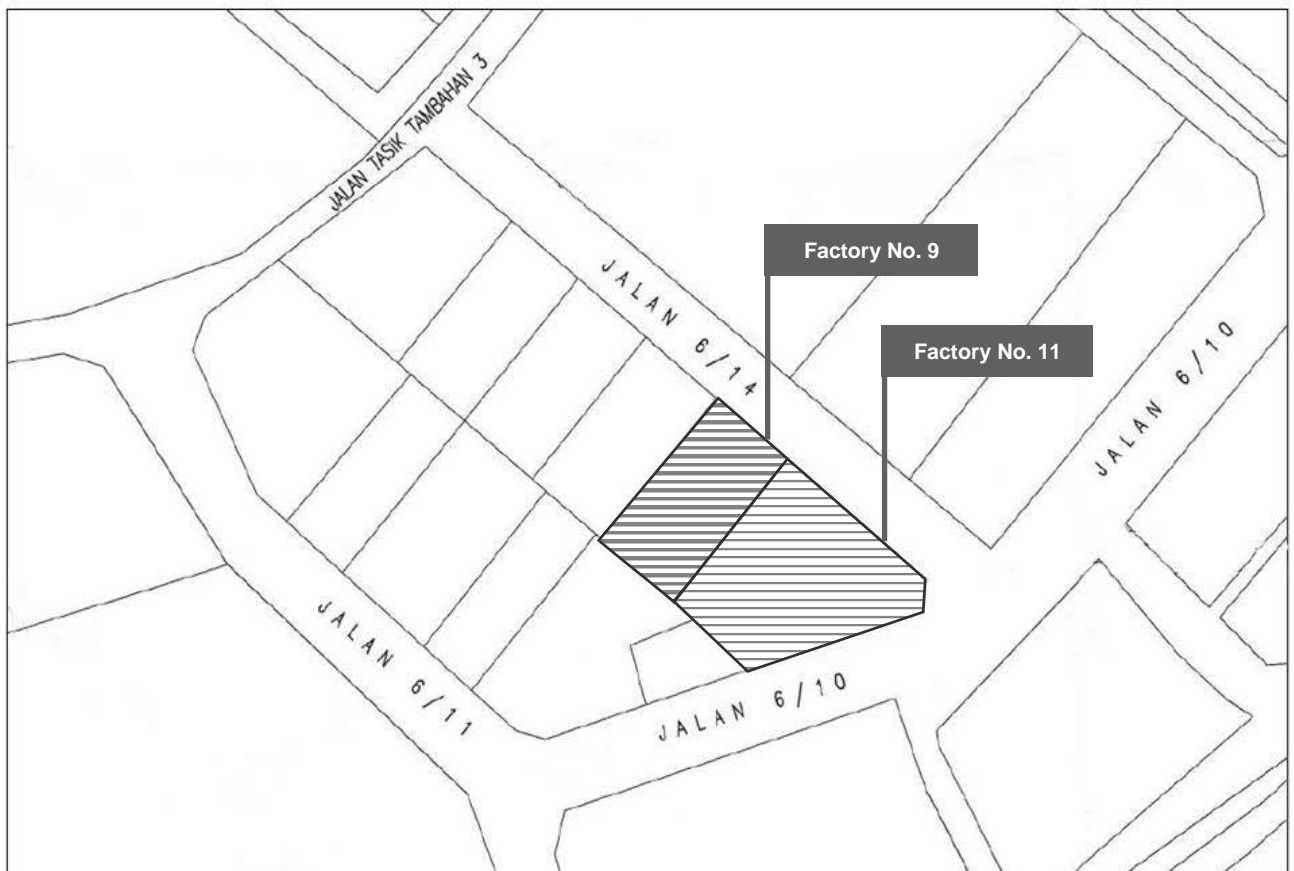 JALAN TASIK TAMBAHAN 3
Factory No. 9
JALAN 6/14
Factory No. 11
JALAN 6/10
JALAN 6/11
JALAN 6/10